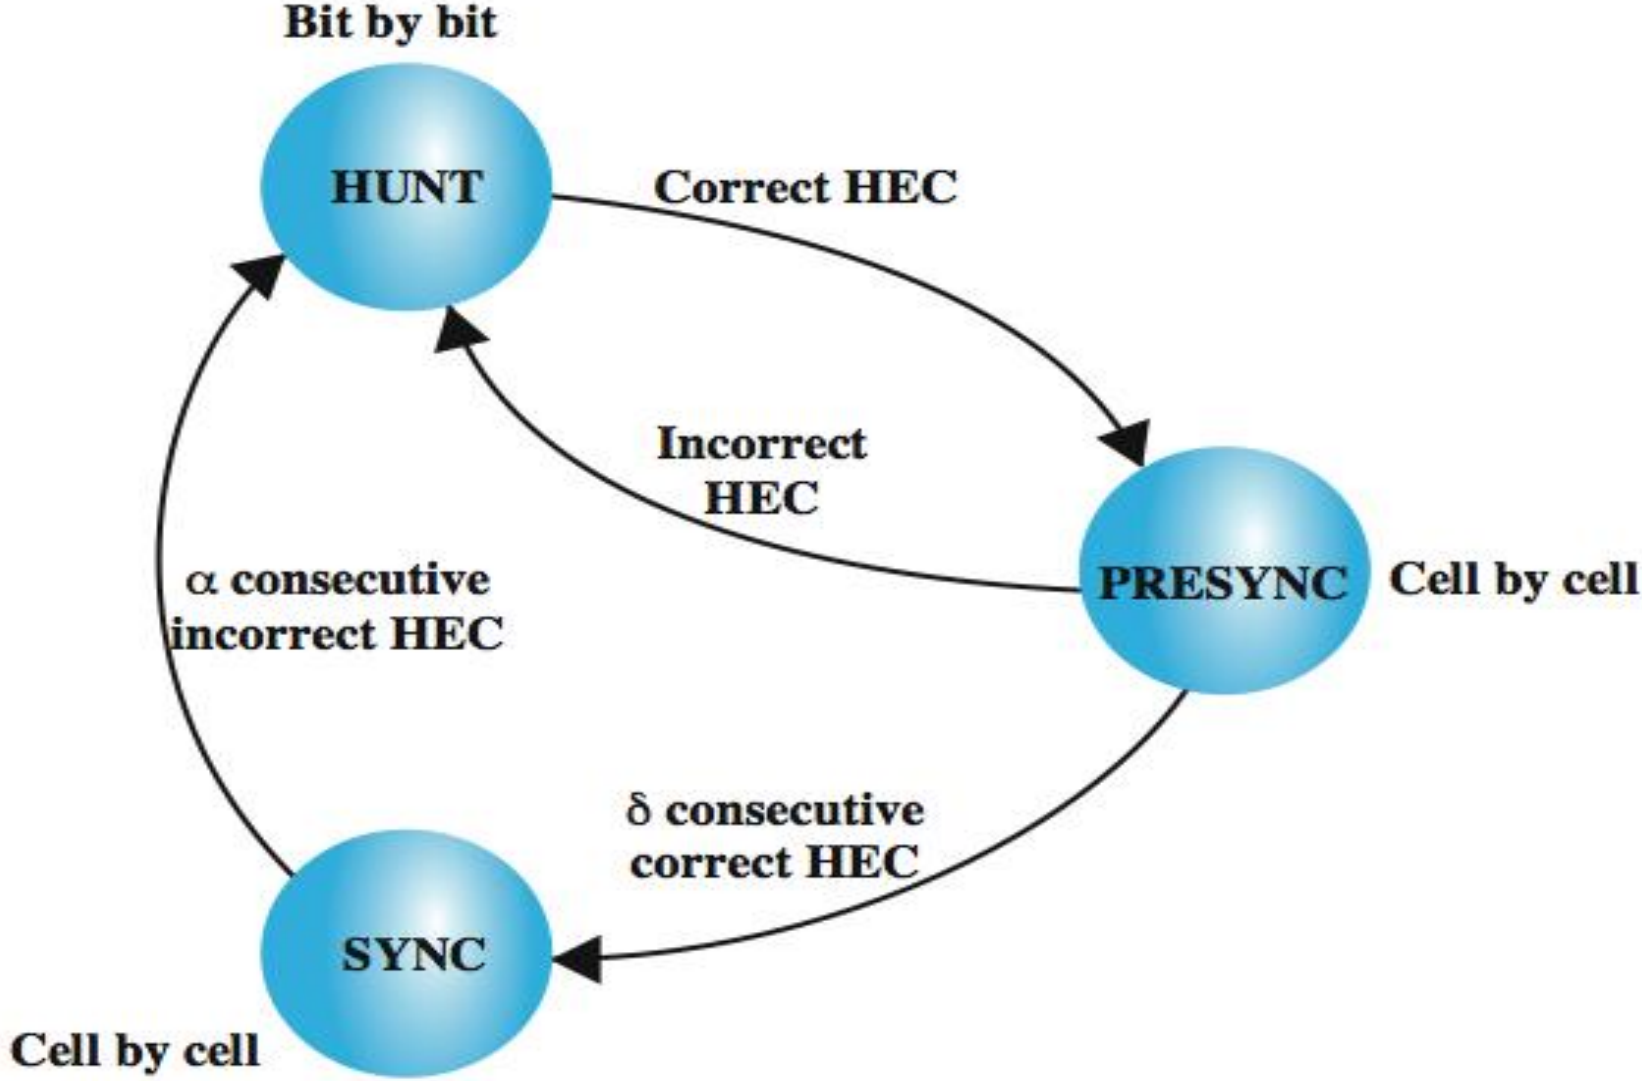 Bit by bit
HUNT
Correct HEC
Incorrect
HEC
PRESYNC
Cell by cell
α consecutive
incorrect HEC
δ consecutive
correct HEC
SYNC
Cell by cell